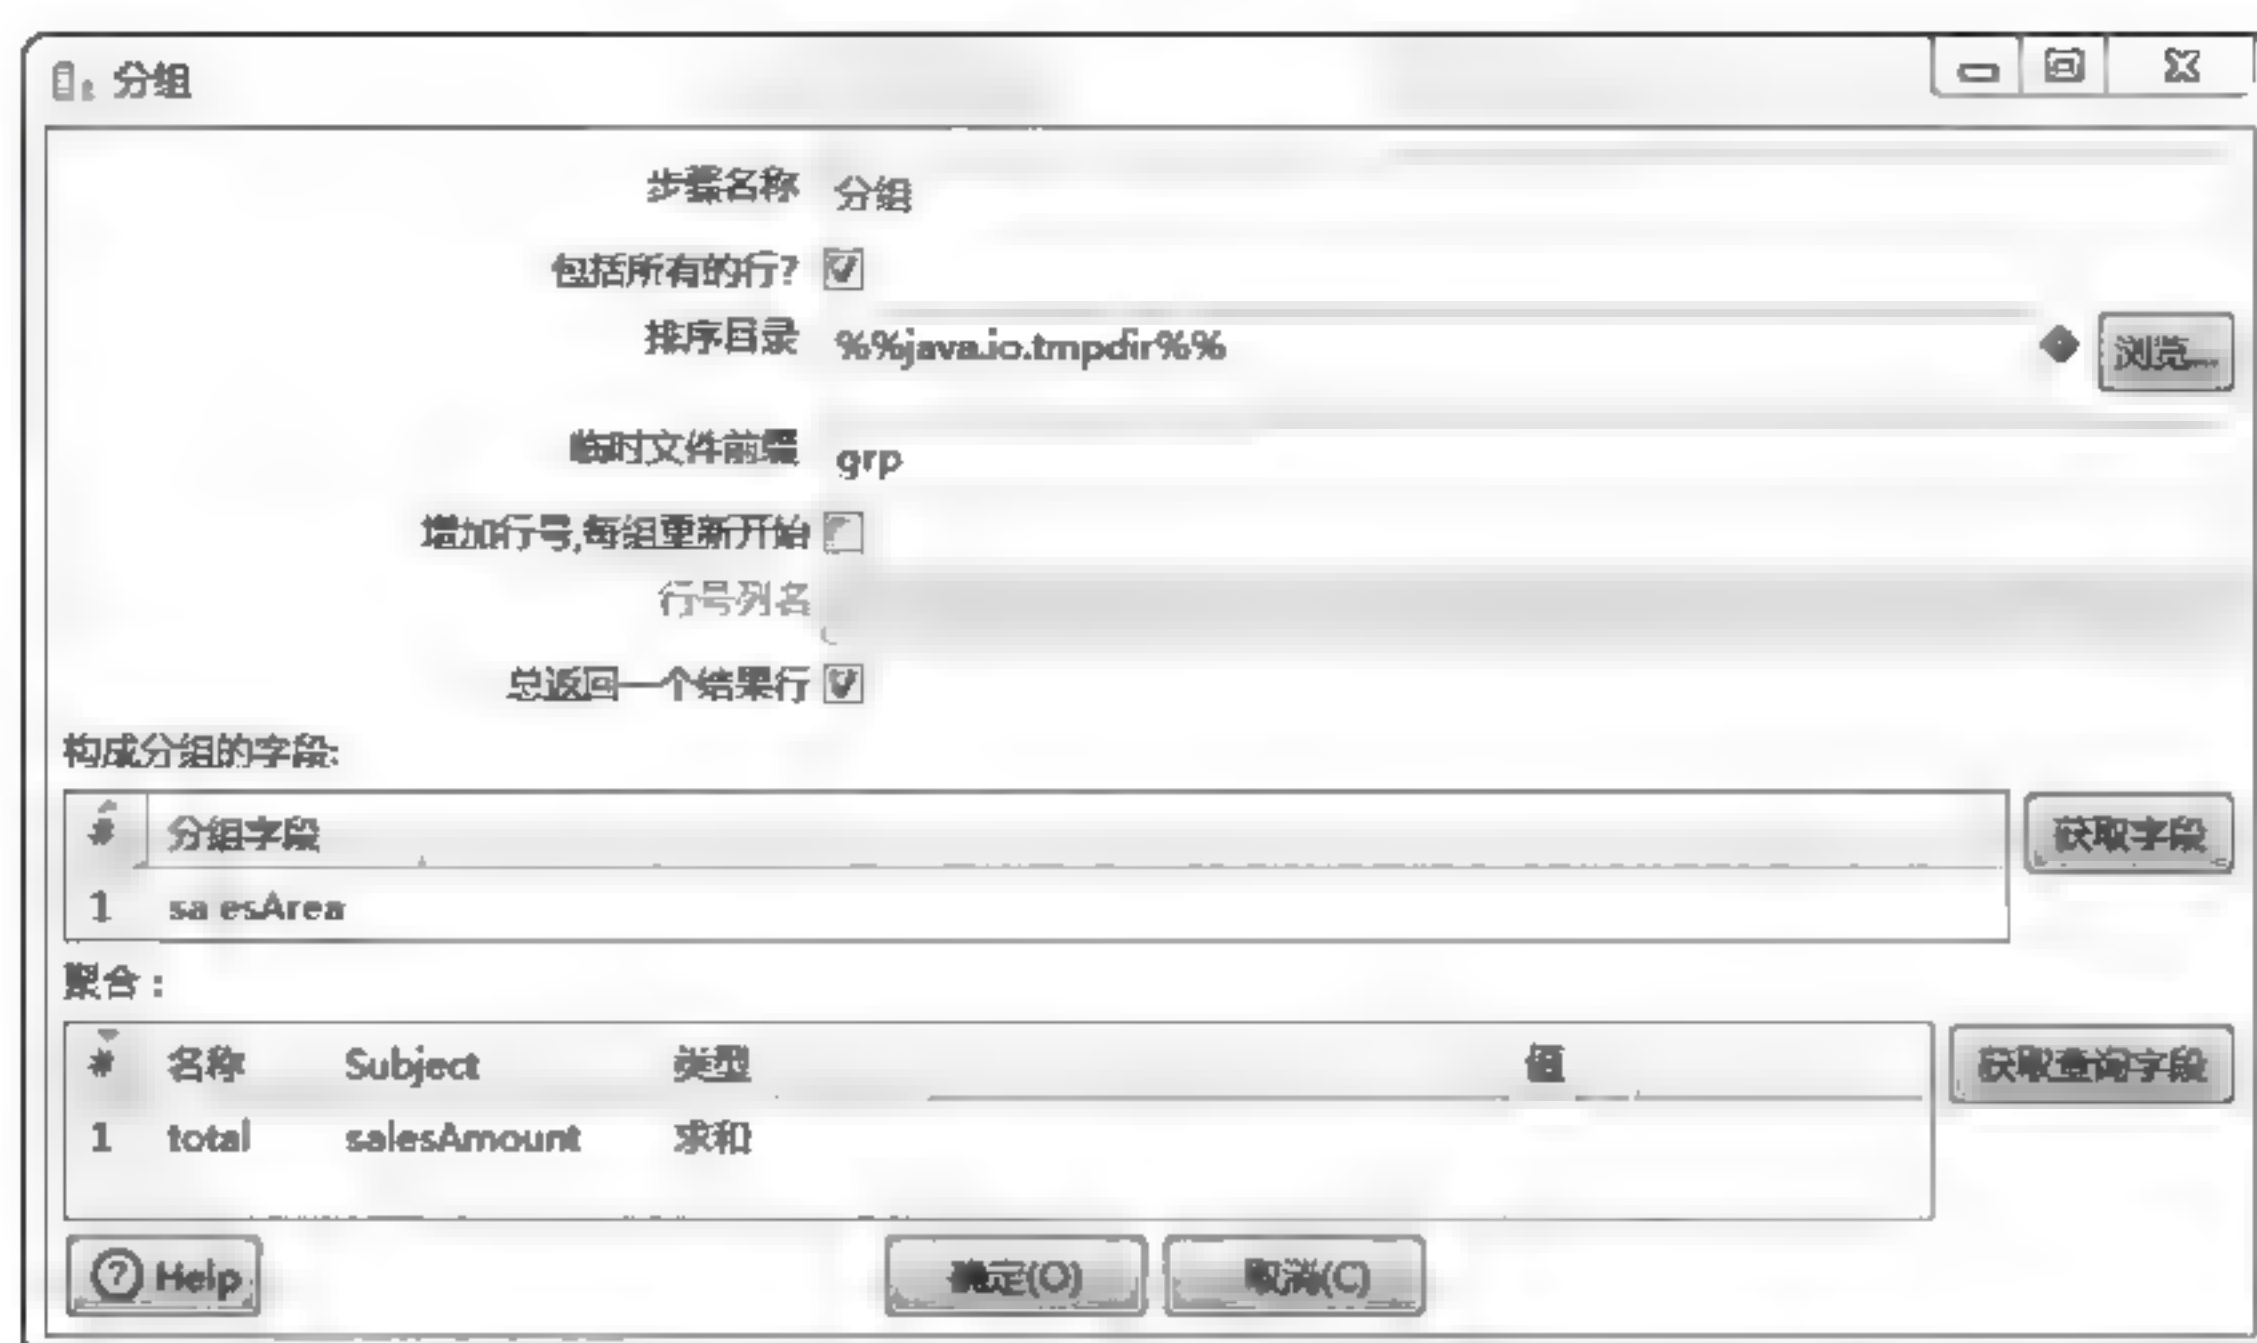 分组
步骤名称 分组
包括所有的行?
排序目录 %%java.io.tmpdir%% 浏览...
临时文件前缀 grp
增加行号,每组重新开始
行号列名
总返回一个结果行
构成分组的字段:
# 分组字段 获取字段
1 salesArea
聚合:
# 名称 Subject 类型 值 获取查询字段
1 total salesAmount 求和
Help 确定(O) 取消(C)